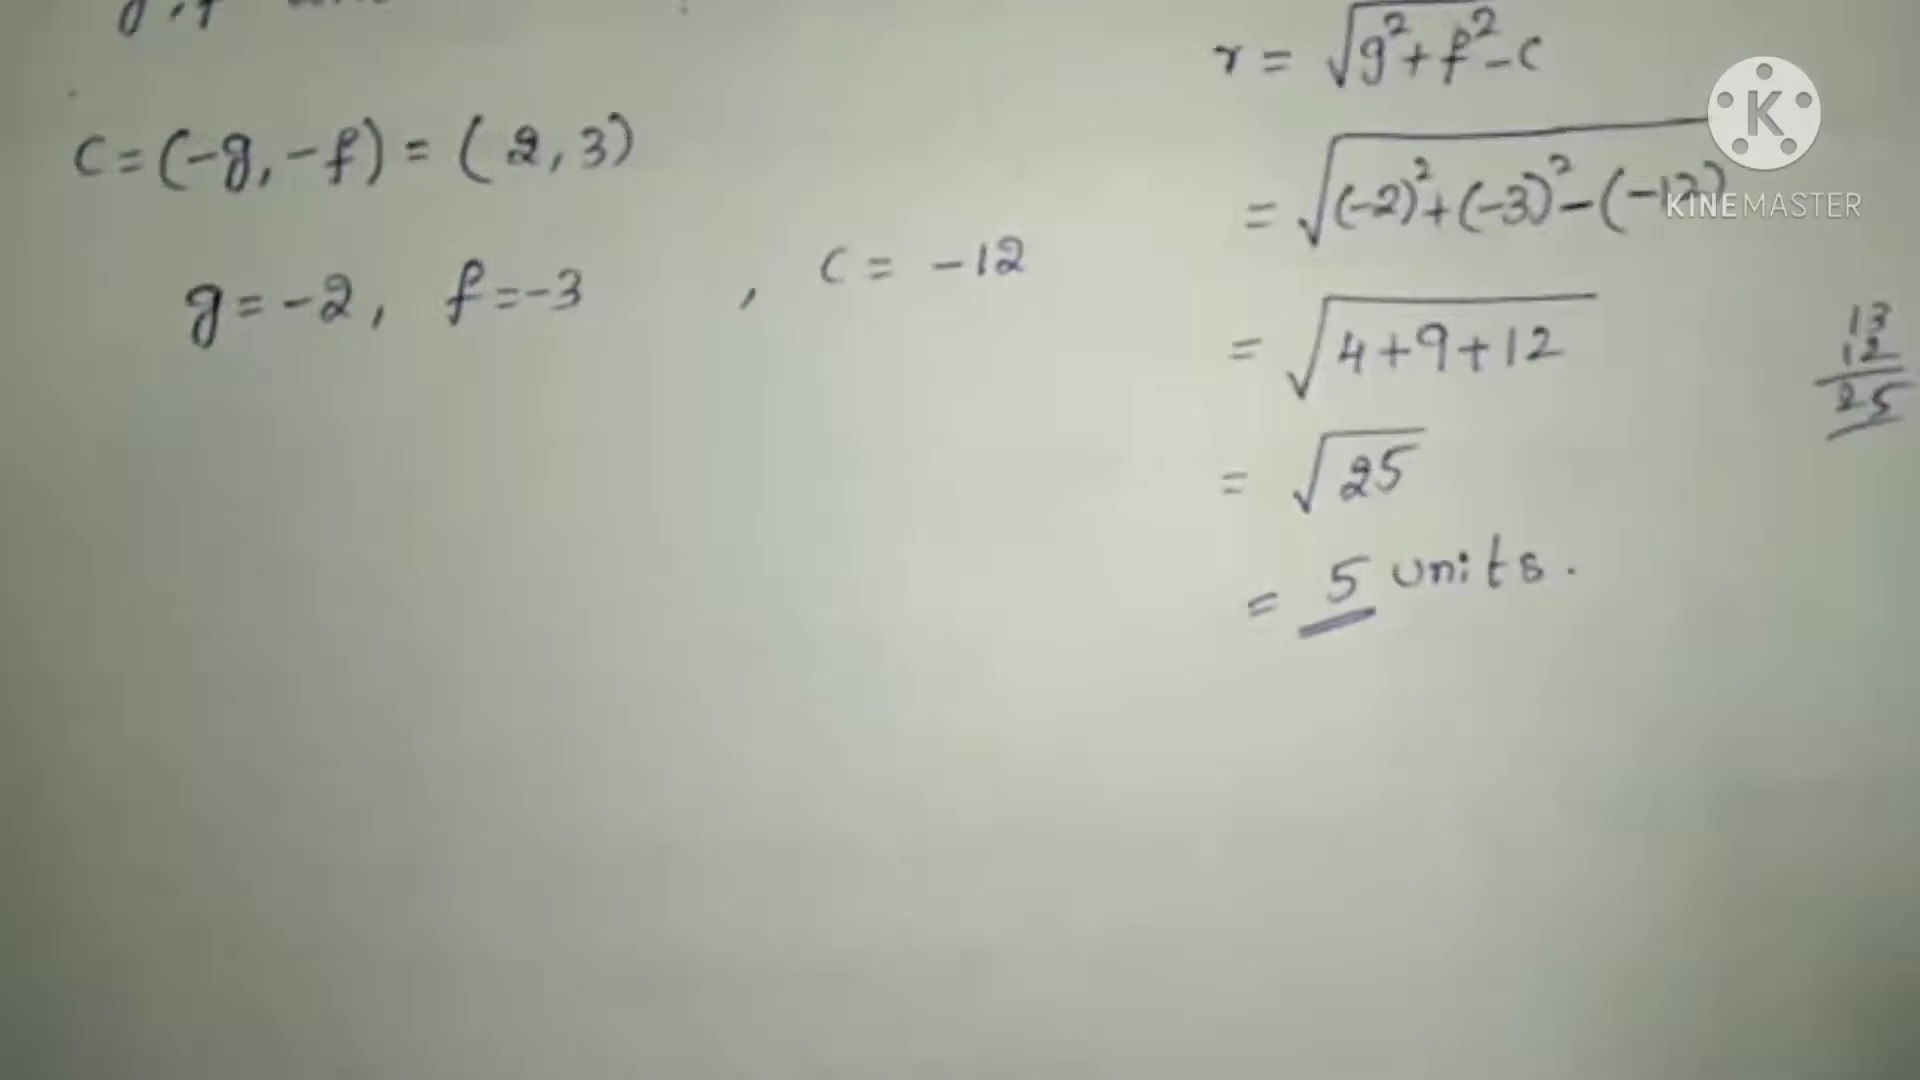 C = (-g, -f) = (2, 3)
g = -2, f = -3 , c = -12
r = √g²+f²-c
= √(-2)²+(-3)²-(-12)
= √4+9+12
= √25
= 5 units.
13
12
25
K
KINEMASTER